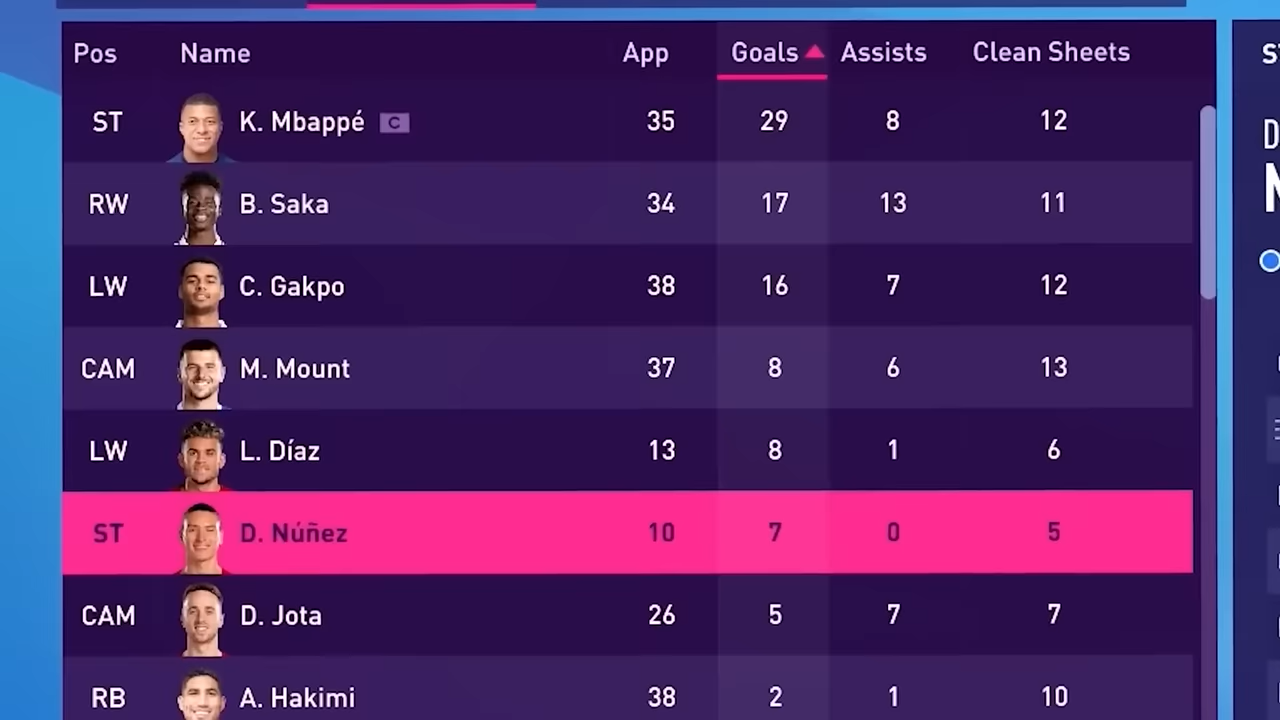 Pos Name App Goals Assists Clean Sheets
ST K. Mbappé C 35 29 8 12
RW B. Saka 34 17 13 11
LW C. Gakpo 38 16 7 12
CAM M. Mount 37 8 6 13
LW L. Díaz 13 8 1 6
ST D. Núñez 10 7 0 5
CAM D. Jota 26 5 7 7
RB A. Hakimi 38 2 1 10